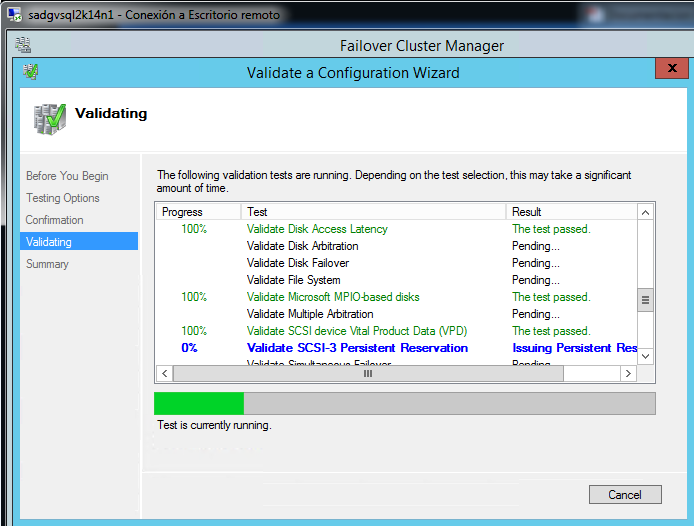 sadgvsql2k14n1 - Conexión a Escritorio remoto
Failover Cluster Manager
Validate a Configuration Wizard
X
Validating
Before You Begin
Testing Options
Confirmation
Validating
Summary
The following validation tests are running. Depending on the test selection, this may take a significant
amount of time.
Progress Test Result
100% Validate Disk Access Latency The test passed.
Validate Disk Arbitration Pending...
Validate Disk Failover Pending...
Validate File System Pending...
100% Validate Microsoft MPIO-based disks The test passed.
Validate Multiple Arbitration Pending...
100% Validate SCSI device Vital Product Data (VPD) The test passed.
0% Validate SCSI-3 Persistent Reservation Issuing Persistent Res
Validate Simultaneous Failover Pending...
Test is currently running.
Cancel